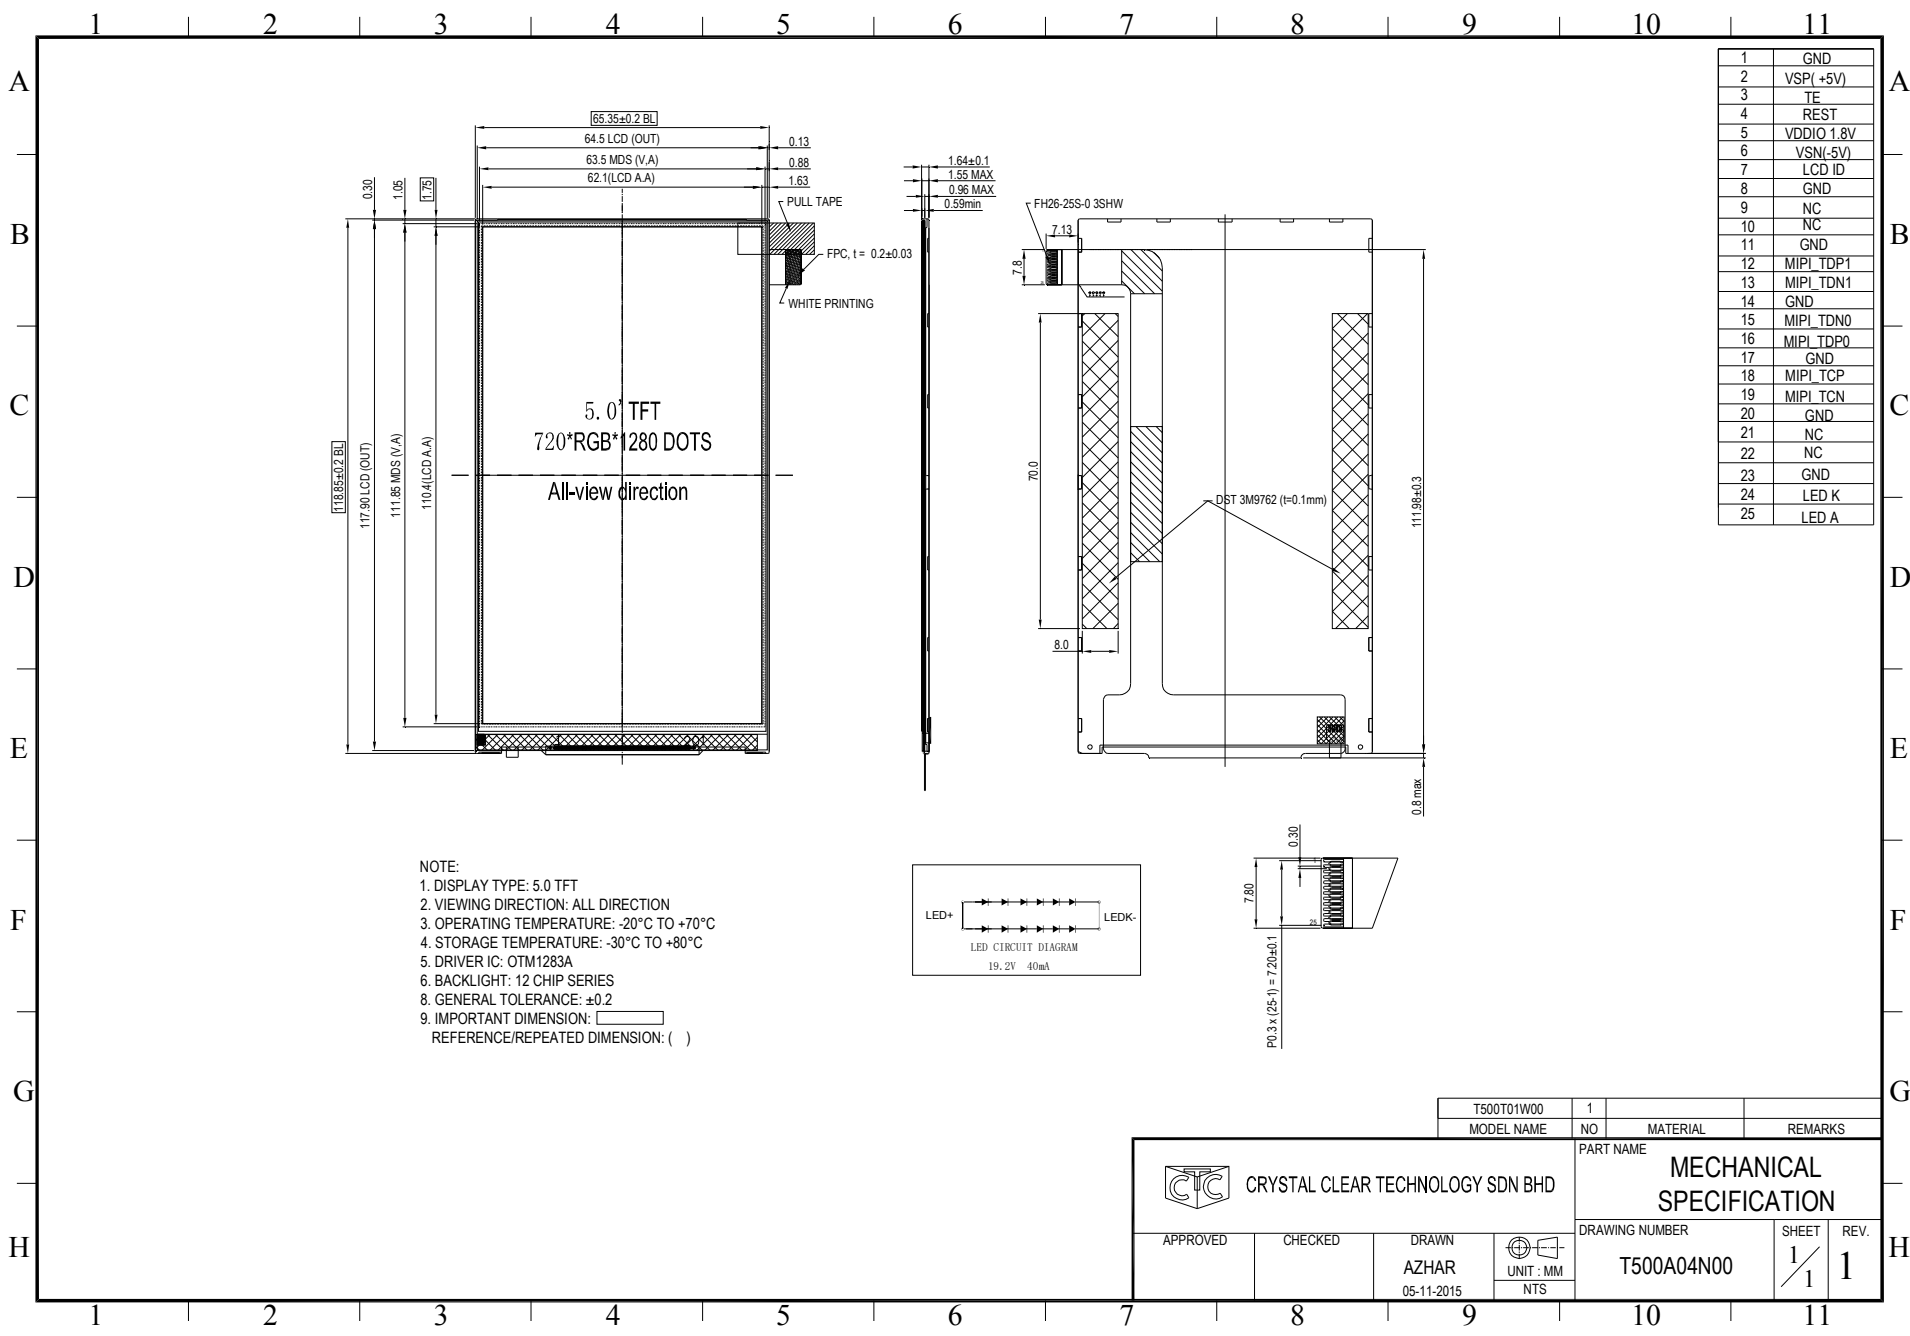 1 2 3 4 5 6 7 8 9 10 11
A A
B B
C C
D D
E E
F F
G G
H H
1 GND
2 VSP( +5V)
3 TE
4 REST
5 VDDIO 1.8V
6 VSN(-5V)
7 LCD ID
8 GND
9 NC
10 NC
11 GND
12 MIPI_TDP1
13 MIPI_TDN1
14 GND
15 MIPI_TDN0
16 MIPI_TDP0
17 GND
18 MIPI_TCP
19 MIPI_TCN
20 GND
21 NC
22 NC
23 GND
24 LED K
25 LED A
65.35±0.2 BL
64.5 LCD (OUT)
0.13
63.5 MDS (V,A)
0.88
62.1(LCD A.A)
1.63
0.30
1.05
1.75
PULL TAPE
FPC, t = 0.2±0.03
WHITE PRINTING
118.85±0.2 BL
117.90 LCD (OUT)
111.85 MDS (V,A)
110.4(LCD A.A)
5.0' TFT
720*RGB*1280 DOTS
All-view direction
201
1.64±0.1
1.55 MAX
0.96 MAX
0.59min
FH26-25S-0 3SHW
7.13
7.8
70.0
8.0
DST 3M9762 (t=0.1mm)
111.98±0.3
0.8 max
NOTE:
1. DISPLAY TYPE: 5.0 TFT
2. VIEWING DIRECTION: ALL DIRECTION
3. OPERATING TEMPERATURE: -20°C TO +70°C
4. STORAGE TEMPERATURE: -30°C TO +80°C
5. DRIVER IC: OTM1283A
6. BACKLIGHT: 12 CHIP SERIES
8. GENERAL TOLERANCE: ±0.2
9. IMPORTANT DIMENSION:
REFERENCE/REPEATED DIMENSION: ( )
LED+
LEDK-
LED CIRCUIT DIAGRAM
19.2V 40mA
0.30
7.80
25
P0.3 x (25-1) = 7.20±0.1
T500T01W00 1
MODEL NAME NO MATERIAL REMARKS
CTC
CRYSTAL CLEAR TECHNOLOGY SDN BHD
PART NAME
MECHANICAL
SPECIFICATION
APPROVED
CHECKED
DRAWN
AZHAR
05-11-2015
UNIT : MM
NTS
DRAWING NUMBER
T500A04N00
SHEET
1/1
REV.
1
1 2 3 4 5 6 7 8 9 10 11